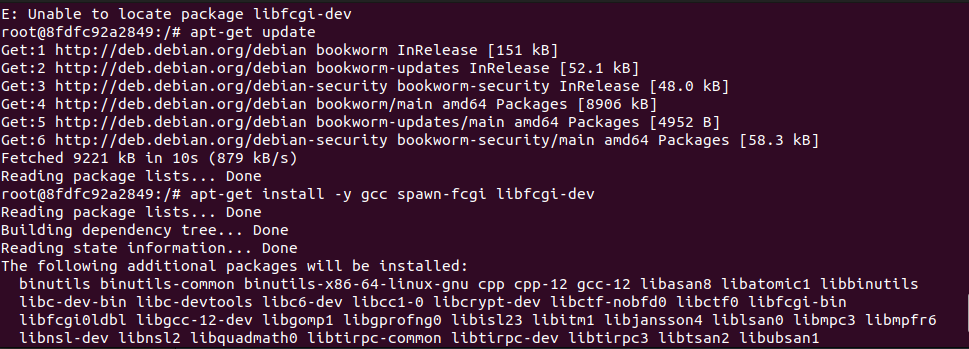 E: Unable to locate package libfcgi-dev
root@8fdfc92a2849:/# apt-get update
Get:1 http://deb.debian.org/debian bookworm InRelease [151 kB]
Get:2 http://deb.debian.org/debian bookworm-updates InRelease [52.1 kB]
Get:3 http://deb.debian.org/debian-security bookworm-security InRelease [48.0 kB]
Get:4 http://deb.debian.org/debian bookworm/main amd64 Packages [8906 kB]
Get:5 http://deb.debian.org/debian bookworm-updates/main amd64 Packages [4952 B]
Get:6 http://deb.debian.org/debian-security bookworm-security/main amd64 Packages [58.3 kB]
Fetched 9221 kB in 10s (879 kB/s)
Reading package lists... Done
root@8fdfc92a2849:/# apt-get install -y gcc spawn-fcgi libfcgi-dev
Reading package lists... Done
Building dependency tree... Done
Reading state information... Done
The following additional packages will be installed:
  binutils binutils-common binutils-x86-64-linux-gnu cpp cpp-12 gcc-12 libasan8 libatomic1 libbinutils
  libc-dev-bin libc-devtools libc6-dev libcc1-0 libcrypt-dev libctf-nobfd0 libctf0 libfcgi-bin
  libfcgi0ldbl libgcc-12-dev libgomp1 libgprofng0 libisl23 libitm1 libjansson4 liblsan0 libmpc3 libmpfr6
  libnsl-dev libnsl2 libquadmath0 libtirpc-common libtirpc-dev libtirpc3 libtsan2 libubsan1